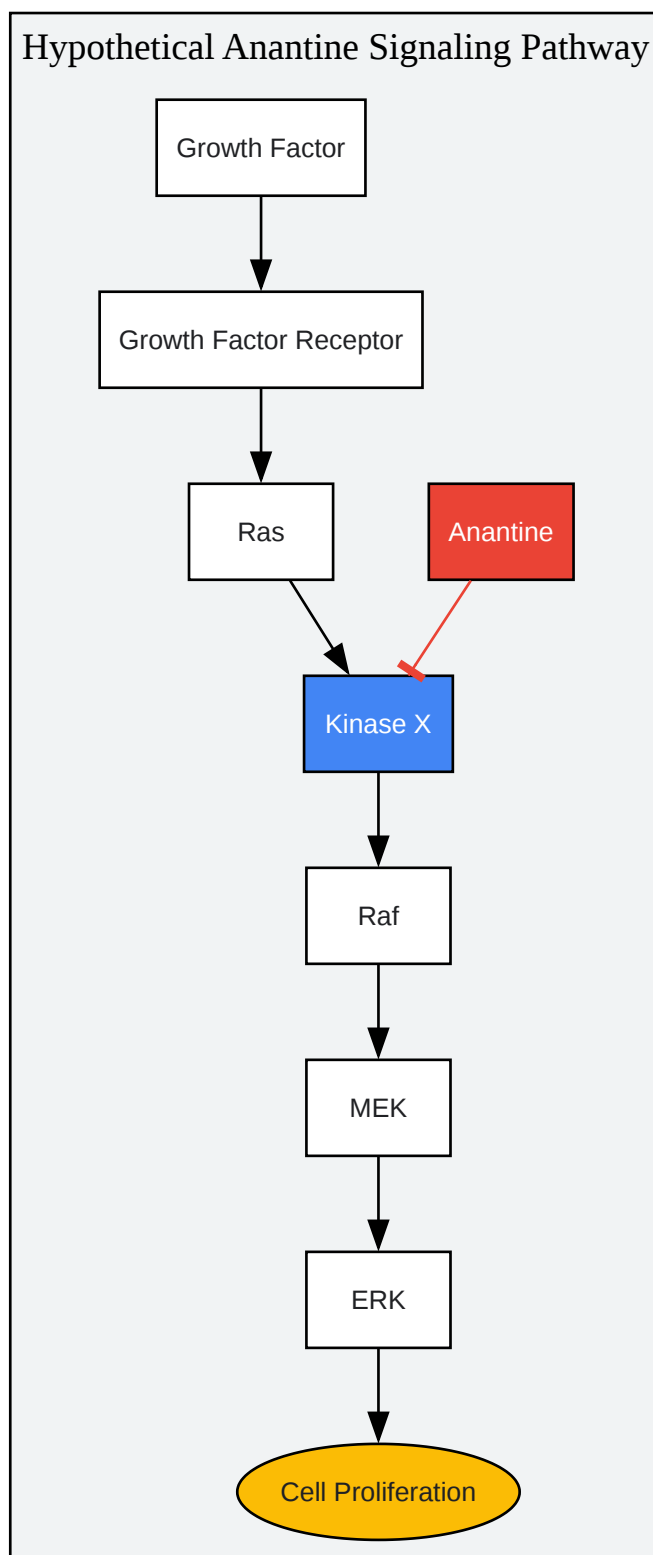 Hypothetical Anantine Signaling Pathway
Growth Factor
Growth Factor Receptor
Ras
Anantine
Kinase X
Raf
MEK
ERK
Cell Proliferation